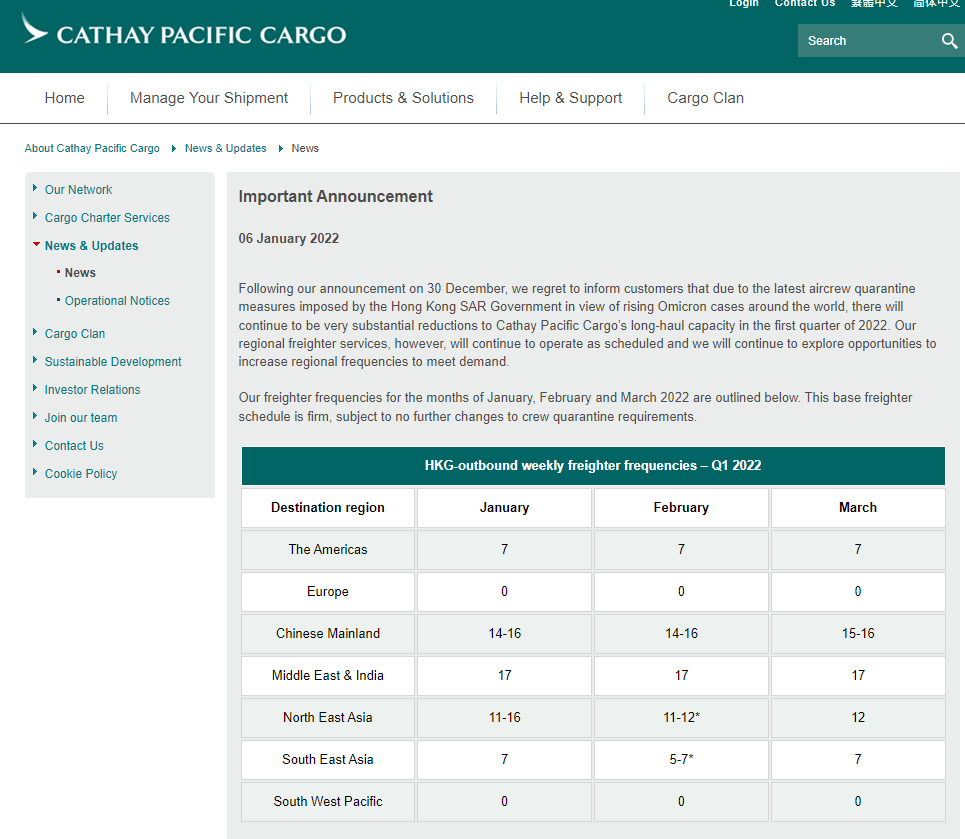 Login Contact Us 繁體中文 简体中文
CATHAY PACIFIC CARGO
Search
Home Manage Your Shipment Products & Solutions Help & Support Cargo Clan
About Cathay Pacific Cargo News & Updates News
Our Network
Cargo Charter Services
News & Updates
News
Operational Notices
Cargo Clan
Sustainable Development
Investor Relations
Join our team
Contact Us
Cookie Policy
Important Announcement
06 January 2022
Following our announcement on 30 December, we regret to inform customers that due to the latest aircrew quarantine
measures imposed by the Hong Kong SAR Government in view of rising Omicron cases around the world, there will
continue to be very substantial reductions to Cathay Pacific Cargo’s long-haul capacity in the first quarter of 2022. Our
regional freighter services, however, will continue to operate as scheduled and we will continue to explore opportunities to
increase regional frequencies to meet demand.
Our freighter frequencies for the months of January, February and March 2022 are outlined below. This base freighter
schedule is firm, subject to no further changes to crew quarantine requirements.
HKG-outbound weekly freighter frequencies – Q1 2022
Destination region January February March
The Americas 7 7 7
Europe 0 0 0
Chinese Mainland 14-16 14-16 15-16
Middle East & India 17 17 17
North East Asia 11-16 11-12* 12
South East Asia 7 5-7* 7
South West Pacific 0 0 0